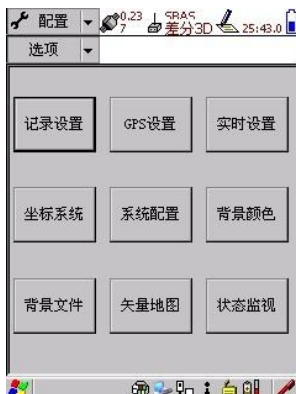 配置 0.23 7 SBAS 差分3D 25:43.0
选项
记录设置 GPS设置 实时设置
坐标系统 系统配置 背景颜色
背景文件 矢量地图 状态监视